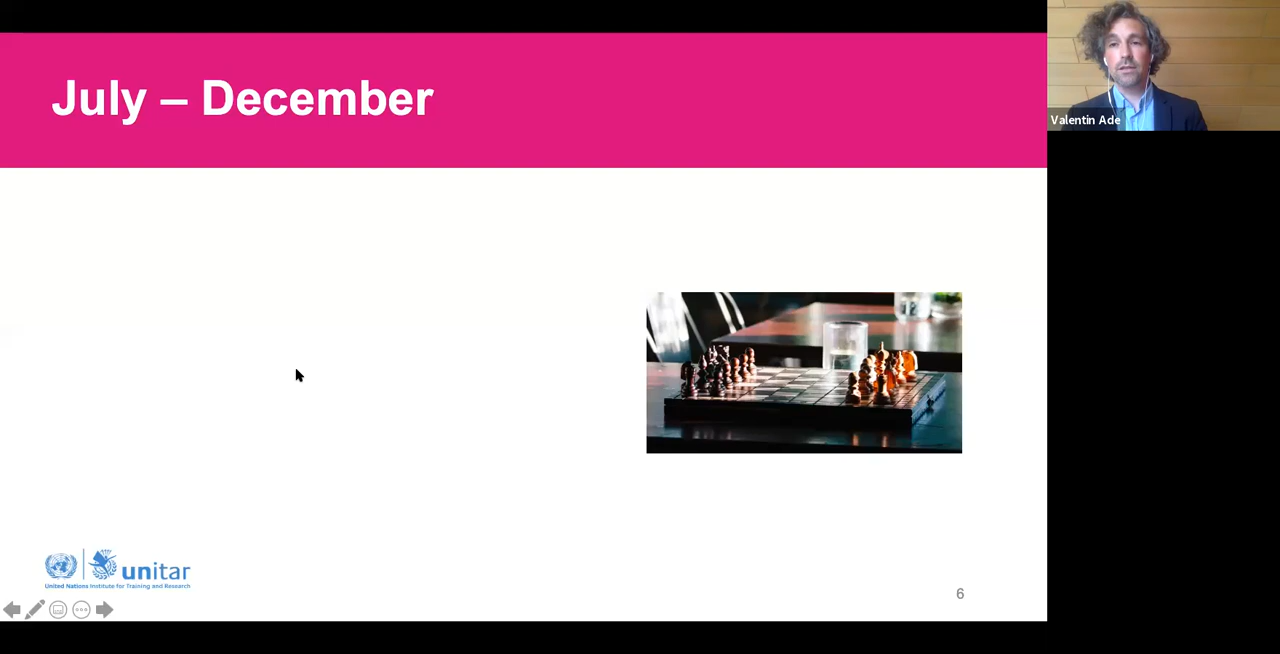 July – December
Valentin Ade
unitar
United Nations Institute for Training and Research
6